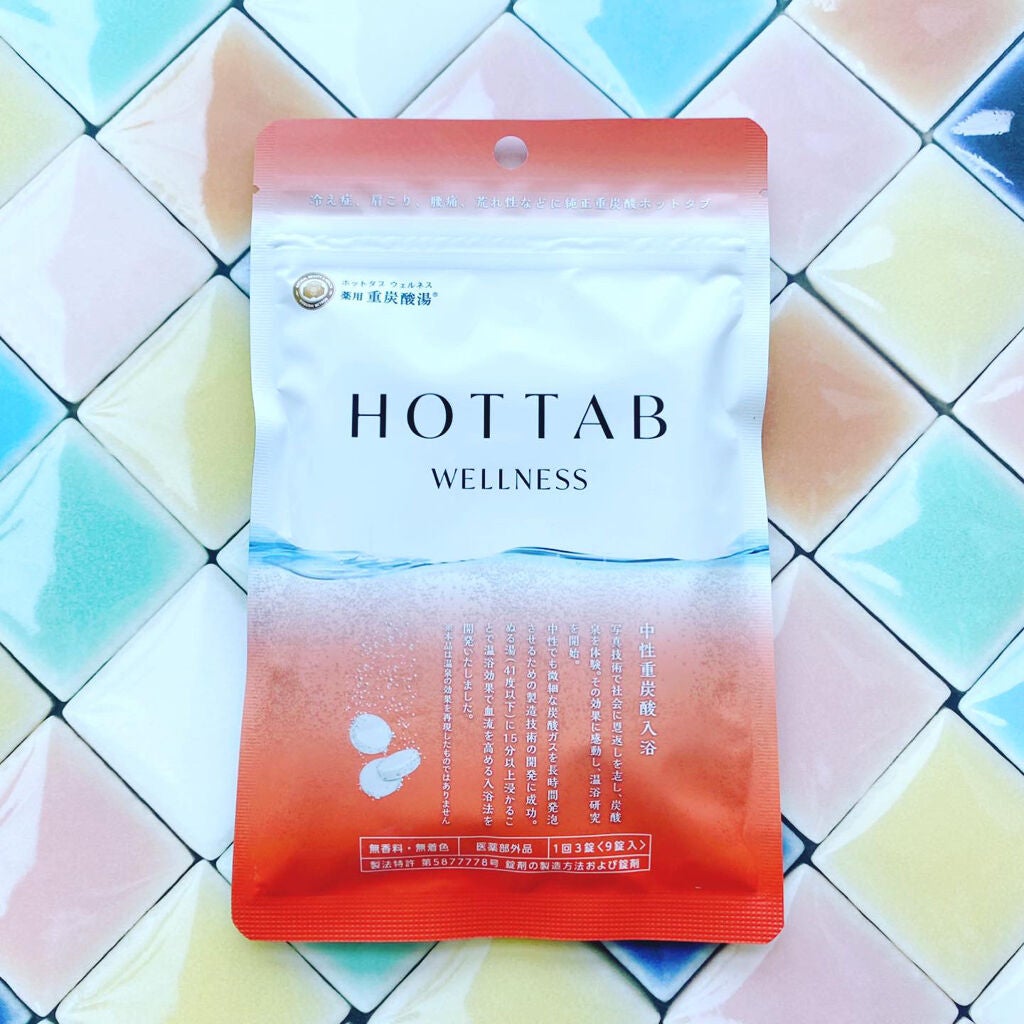 冷え症、肩こり、腰痛、荒れ性などに純正重炭酸ホットタブ
ホットタブ ウェルネス
薬用 重炭酸湯®
HOT TAB
WELLNESS
中性重炭酸入浴
写真技術で社会に恩返しを志し、炭酸
泉を体験。その効果に感動し、温浴研究
を開始。
中性でも微細な炭酸ガスを長時間発泡
させるための製造技術の開発に成功。
ぬる湯(41度以下)に15分以上浸かるこ
とで温浴効果で血流を高める入浴法を
開発いたしました。
※本品は温泉の効果を再現したものではありません
無香料・無着色
医薬部外品
1回3錠<9錠入>
製法特許 第5877778号 錠剤の製造方法および錠剤